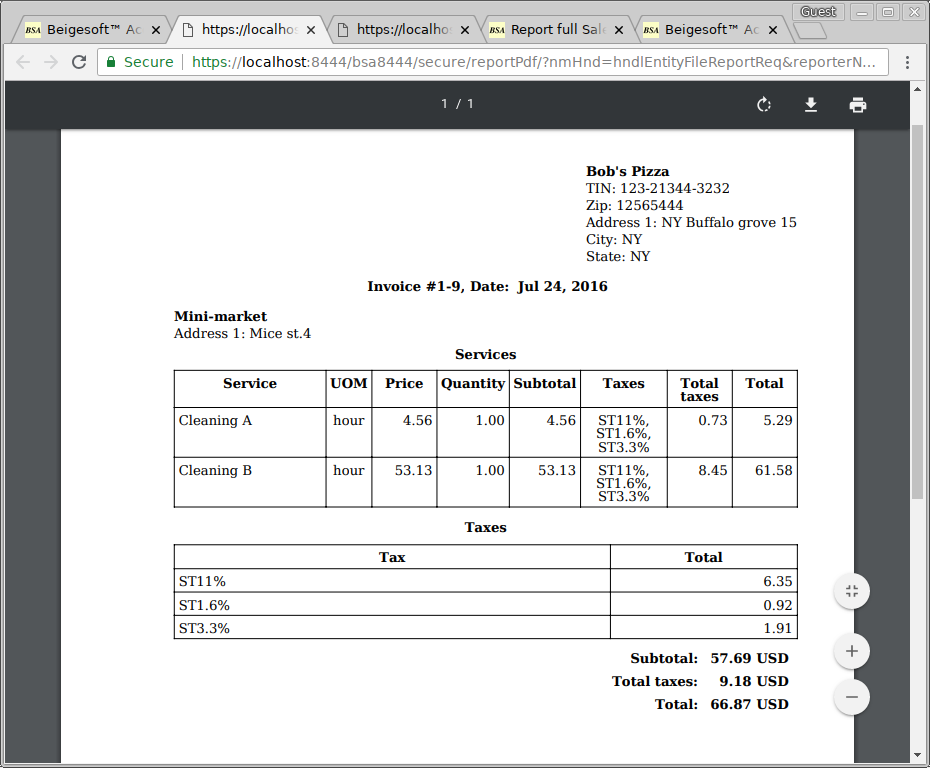 Guest
BSA Beigesoft™ Ac
https://localhos
https://localhos
BSA Report full Sale
BSA Beigesoft™ Ac
Secure https://localhost:8444/bsa8444/secure/reportPdf/?nmHnd=hndlEntityFileReportReq&reporterN...
1 / 1
Bob's Pizza
TIN: 123-21344-3232
Zip: 12565444
Address 1: NY Buffalo grove 15
City: NY
State: NY
Invoice #1-9, Date: Jul 24, 2016
Mini-market
Address 1: Mice st.4
Services
Service UOM Price Quantity Subtotal Taxes Total taxes Total
Cleaning A hour 4.56 1.00 4.56 ST11%, 0.73 5.29
ST1.6%,
ST3.3%
Cleaning B hour 53.13 1.00 53.13 ST11%, 8.45 61.58
ST1.6%,
ST3.3%
Taxes
Tax Total
ST11% 6.35
ST1.6% 0.92
ST3.3% 1.91
Subtotal: 57.69 USD
Total taxes: 9.18 USD
Total: 66.87 USD